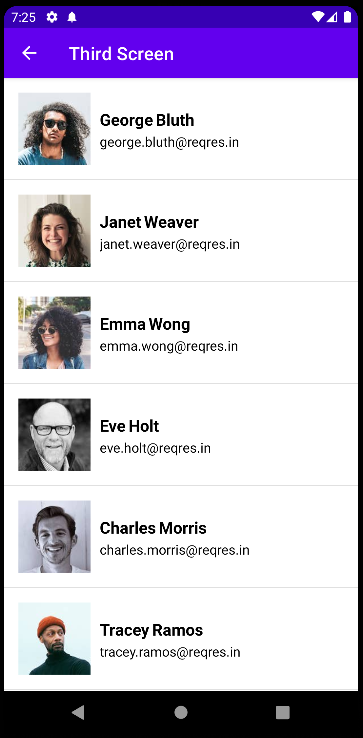 7:25
Third Screen
George Bluth
george.bluth@reqres.in
Janet Weaver
janet.weaver@reqres.in
Emma Wong
emma.wong@reqres.in
Eve Holt
eve.holt@reqres.in
Charles Morris
charles.morris@reqres.in
Tracey Ramos
tracey.ramos@reqres.in